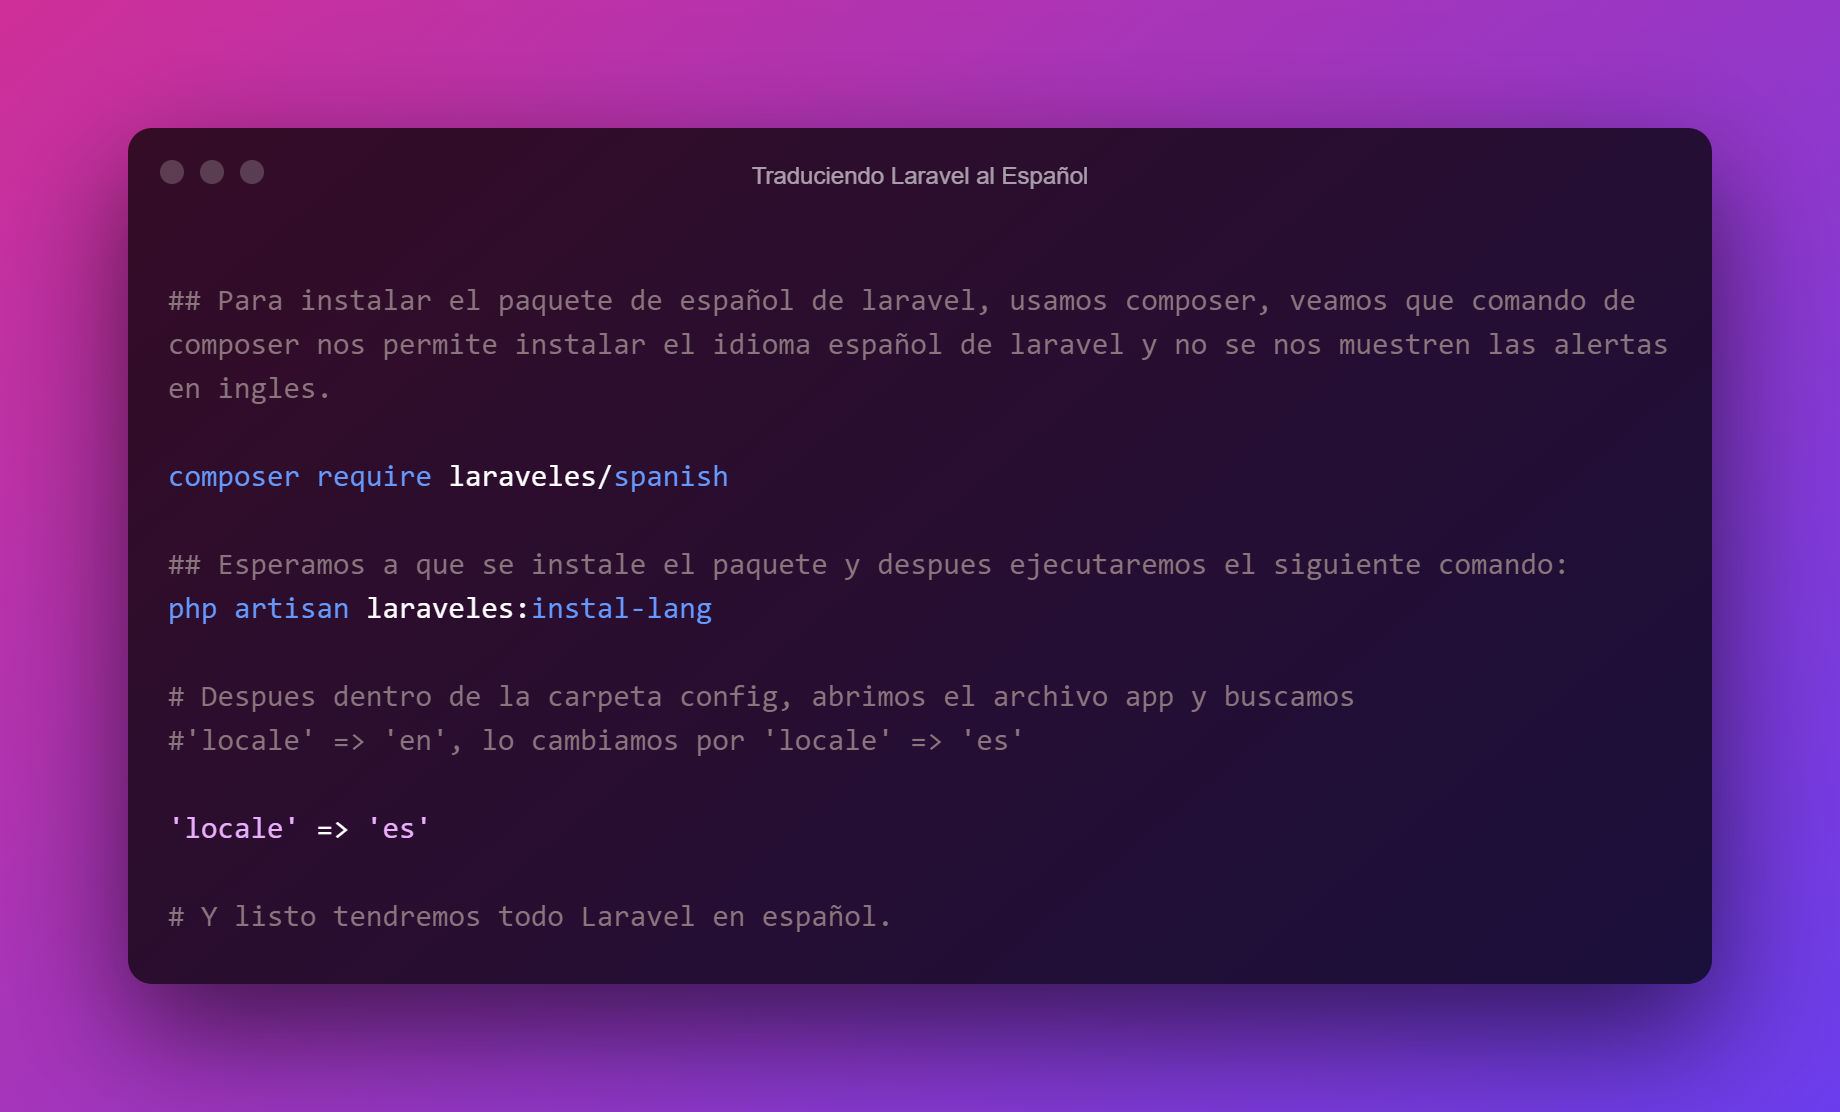 Traduciendo Laravel al Español
## Para instalar el paquete de español de laravel, usamos composer, veamos que comando de
composer nos permite instalar el idioma español de laravel y no se nos muestren las alertas
en ingles.
composer require laraveles/spanish
## Esperamos a que se instale el paquete y despues ejecutaremos el siguiente comando:
php artisan laraveles:instal-lang
# Despues dentro de la carpeta config, abrimos el archivo app y buscamos
#'locale' => 'en', lo cambiamos por 'locale' => 'es'
'locale' => 'es'
# Y listo tendremos todo Laravel en español.